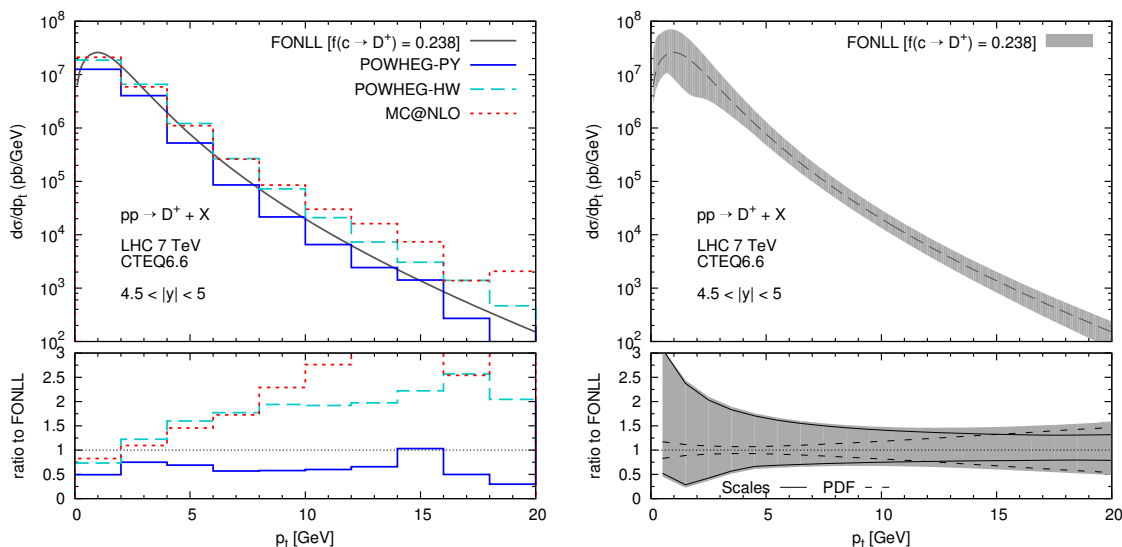 10^8
10^7
10^6
10^5
10^4
10^3
10^2
dσ/dp_t (pb/GeV)
FONLL [f(c → D^+) = 0.238]
POWHEG-PY
POWHEG-HW
MC@NLO
pp → D^+ + X
LHC 7 TeV
CTEQ6.6
4.5 < |y| < 5
3
2.5
2
1.5
1
0.5
0
ratio to FONLL
0 5 10 15 20
p_t [GeV]
10^8
10^7
10^6
10^5
10^4
10^3
10^2
dσ/dp_t (pb/GeV)
FONLL [f(c → D^+) = 0.238]
pp → D^+ + X
LHC 7 TeV
CTEQ6.6
4.5 < |y| < 5
3
2.5
2
1.5
1
0.5
0
ratio to FONLL
Scales PDF
0 5 10 15 20
p_t [GeV]